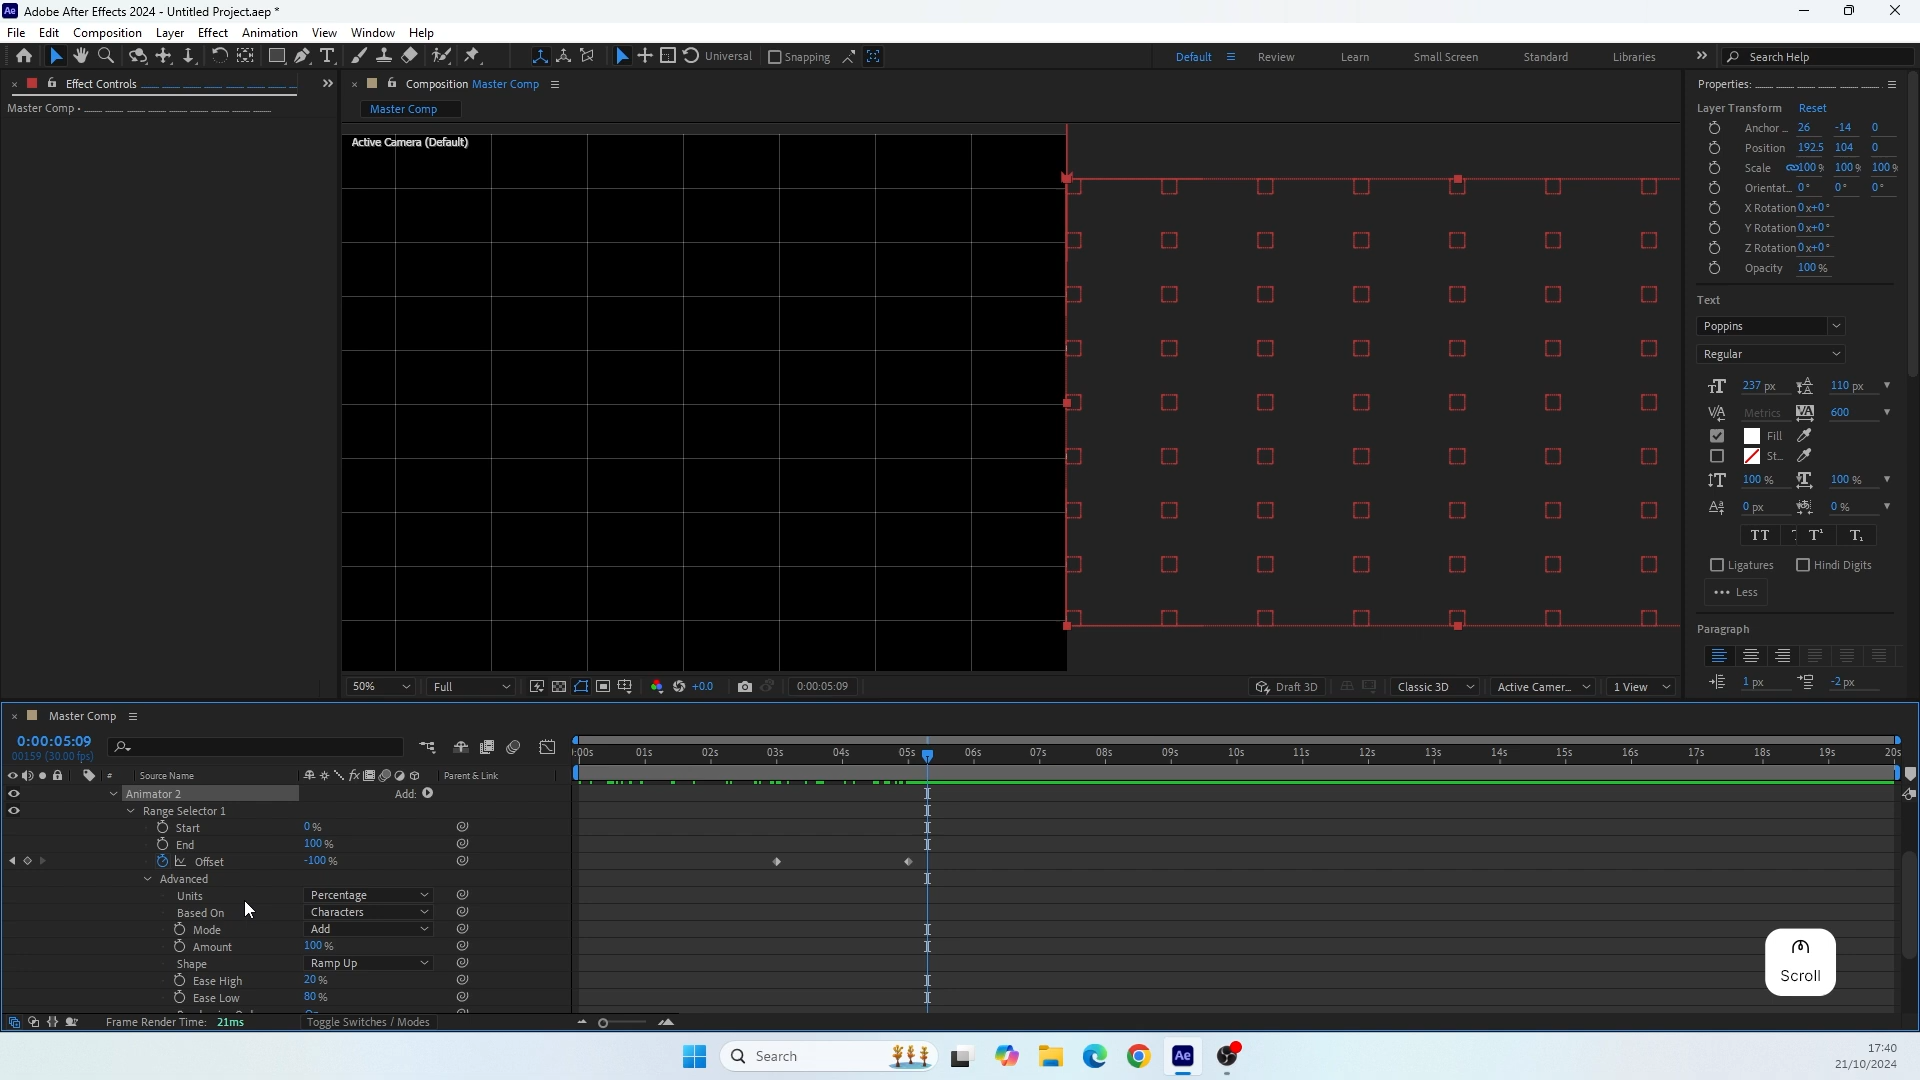 Adobe After Effects 2024 - Untitled Project.aep *
File Edit Composition Layer Effect Animation View Window Help
Universal Snapping Default Review Learn Small Screen Standard Libraries Search Help
Effect Controls
Master Comp •
Composition Master Comp
Master Comp
Active Camera (Default)
50% Full +0.0 0:00:05:09 Draft 3D Classic 3D Active Camer... 1 View
Properties:
Layer Transform Reset
Anchor ... 26 -14 0
Position 192.5 104 0
Scale 100% 100% 100%
Orientat... 0° 0° 0°
X Rotation 0x+0°
Y Rotation 0x+0°
Z Rotation 0x+0°
Opacity 100%
Text
Poppins
Regular
237 px 110 px
Metrics 600
Fill
St...
100 % 100 %
0 px 0 %
TT T¹ T₁
Ligatures Hindi Digits
••• Less
Paragraph
1 px -2 px
Master Comp
0:00:05:09
00159 (30.00 fps)
:00s 01s 02s 03s 04s 05s 06s 07s 08s 09s 10s 11s 12s 13s 14s 15s 16s 17s 18s 19s 20s
# Source Name Parent & Link
Animator 2 Add:
Range Selector 1
Start 0%
End 100%
Offset -100%
Advanced
Units Percentage
Based On Characters
Mode Add
Amount 100%
Shape Ramp Up
Ease High 20%
Ease Low 80%
Scroll
Frame Render Time: 21ms Toggle Switches / Modes
Search
17:40
21/10/2024